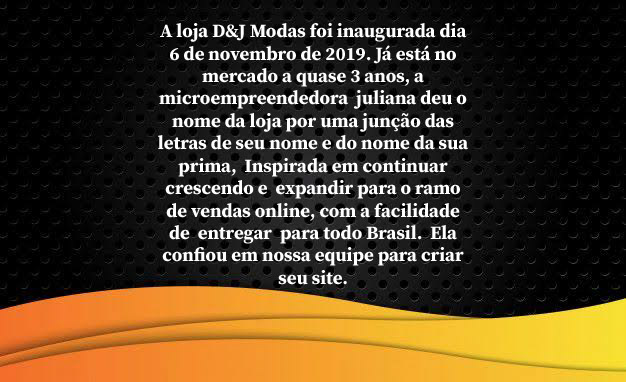 A loja D&J Modas foi inaugurada dia
6 de novembro de 2019. Já está no
mercado a quase 3 anos, a
microempreendedora juliana deu o
nome da loja por uma junção das
letras de seu nome e do nome da sua
prima, Inspirada em continuar
crescendo e expandir para o ramo
de vendas online, com a facilidade
de entregar para todo Brasil. Ela
confiou em nossa equipe para criar
seu site.